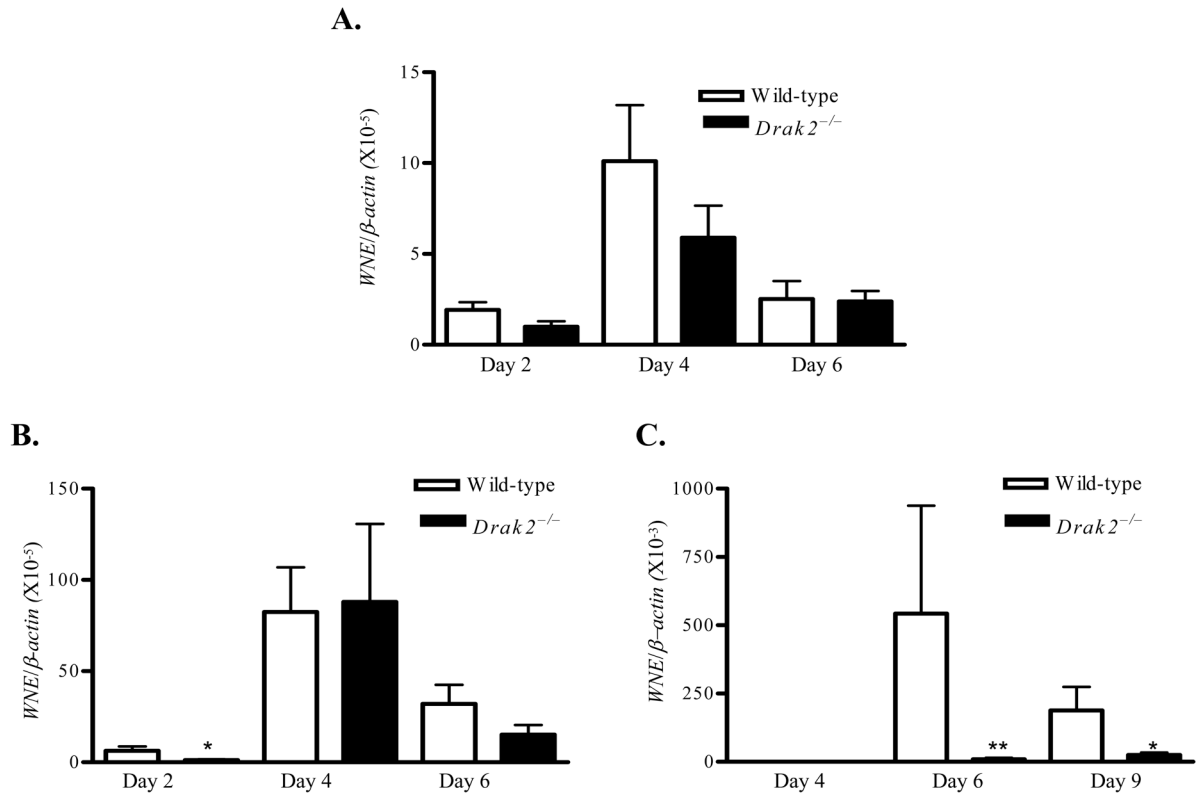 A.
15
10
5
0
WNE/β-actin (X10⁻⁵)
Wild-type
Drak2⁻/⁻
Day 2 Day 4 Day 6
B.
150
100
50
0
WNE/β-actin (X10⁻⁵)
Wild-type
Drak2⁻/⁻
*
Day 2 Day 4 Day 6
C.
1000
750
500
250
0
WNE/β–actin (X10⁻³)
Wild-type
Drak2⁻/⁻
** *
Day 4 Day 6 Day 9